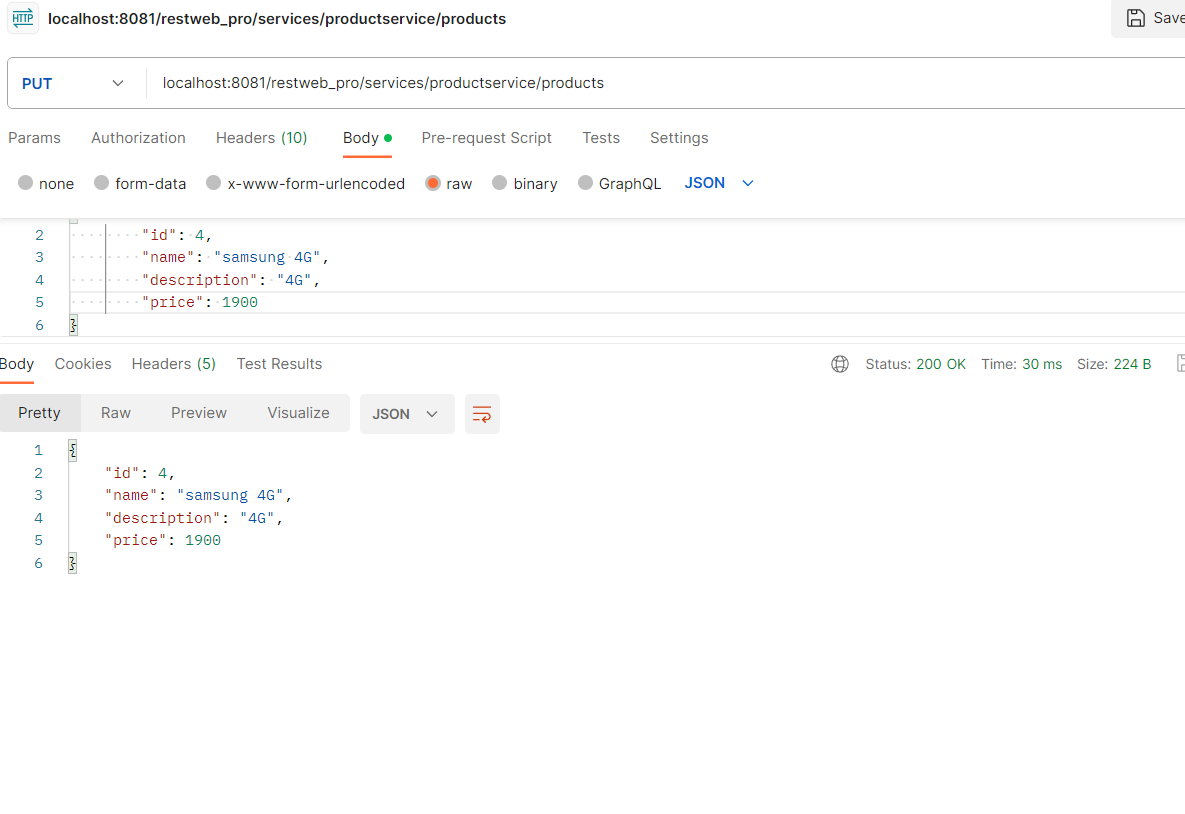 HTTP localhost:8081/restweb_pro/services/productservice/products Save
PUT localhost:8081/restweb_pro/services/productservice/products
Params Authorization Headers (10) Body Pre-request Script Tests Settings
none form-data x-www-form-urlencoded raw binary GraphQL JSON
2 "id": 4,
3 "name": "samsung 4G",
4 "description": "4G",
5 "price": 1900
6 }
Body Cookies Headers (5) Test Results Status: 200 OK Time: 30 ms Size: 224 B
Pretty Raw Preview Visualize JSON
1 {
2 "id": 4,
3 "name": "samsung 4G",
4 "description": "4G",
5 "price": 1900
6 }